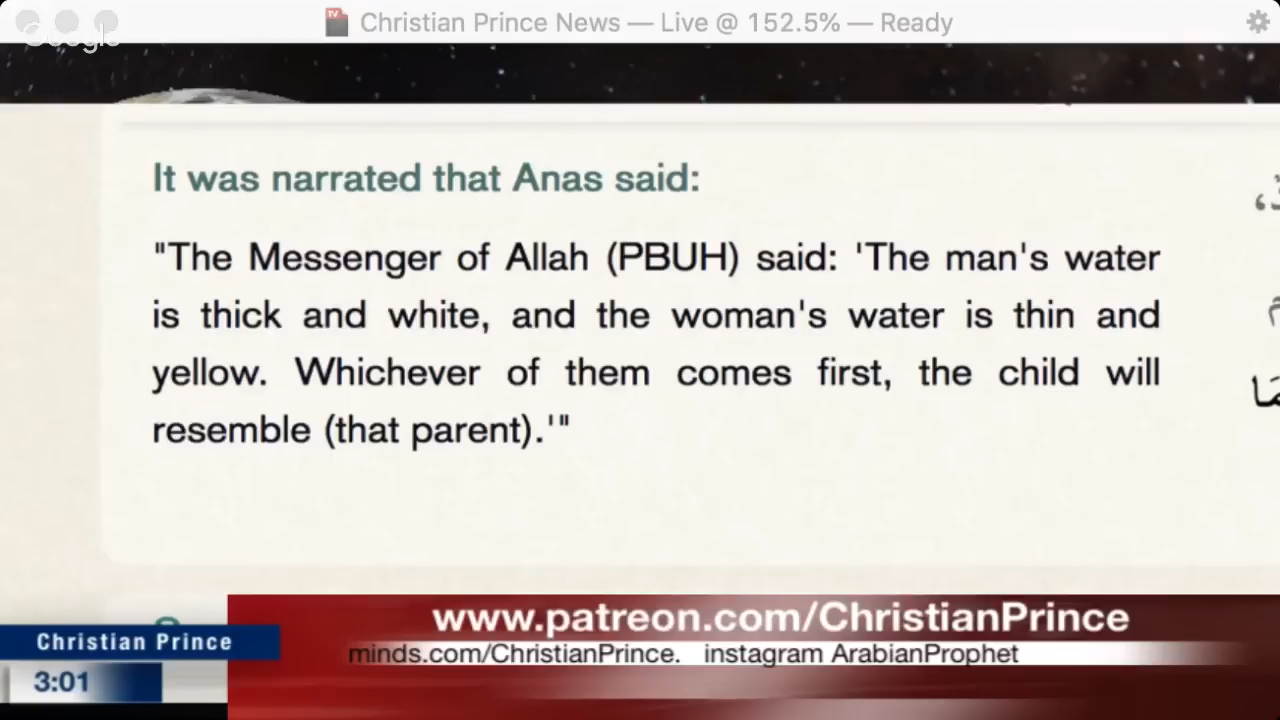 Christian Prince News — Live @ 152.5% — Ready
Google
It was narrated that Anas said:
"The Messenger of Allah (PBUH) said: 'The man's water
is thick and white, and the woman's water is thin and
yellow. Whichever of them comes first, the child will
resemble (that parent).'"
www.patreon.com/ChristianPrince
Christian Prince
minds.com/ChristianPrince. instagram ArabianProphet
3:01